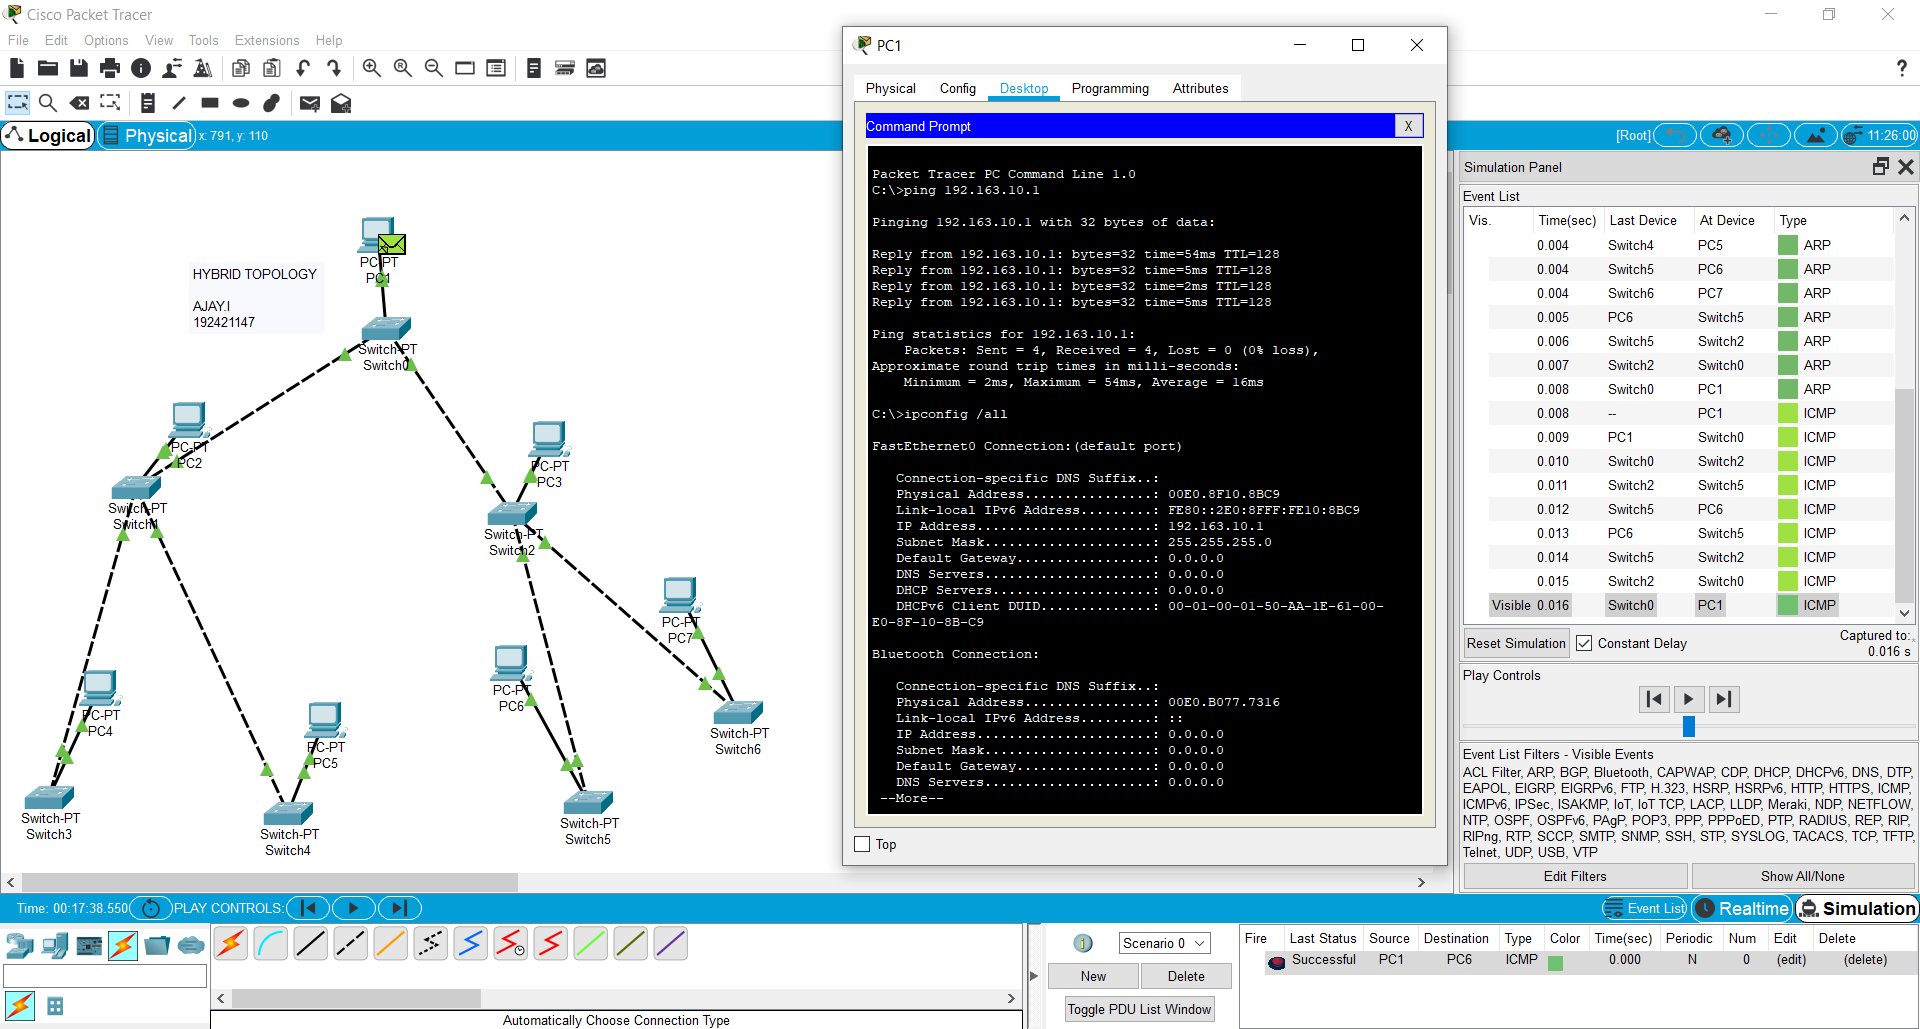 Cisco Packet Tracer
File Edit Options View Tools Extensions Help
Logical Physical x: 791, y: 110
[Root] 11:26:00
HYBRID TOPOLOGY
AJAY.I
192421147
PC-PT
PC1
Switch-PT
Switch0
PC-PT
PC2
Switch-PT
Switch1
PC-PT
PC3
Switch-PT
Switch2
PC-PT
PC7
PC-PT
PC6
Switch-PT
Switch6
PC-PT
PC4
PC-PT
PC5
Switch-PT
Switch3
Switch-PT
Switch4
Switch-PT
Switch5
PC1
Physical Config Desktop Programming Attributes
Command Prompt X
Packet Tracer PC Command Line 1.0
C:\>ping 192.163.10.1
Pinging 192.163.10.1 with 32 bytes of data:
Reply from 192.163.10.1: bytes=32 time=54ms TTL=128
Reply from 192.163.10.1: bytes=32 time=5ms TTL=128
Reply from 192.163.10.1: bytes=32 time=2ms TTL=128
Reply from 192.163.10.1: bytes=32 time=5ms TTL=128
Ping statistics for 192.163.10.1:
Packets: Sent = 4, Received = 4, Lost = 0 (0% loss),
Approximate round trip times in milli-seconds:
Minimum = 2ms, Maximum = 54ms, Average = 16ms
C:\>ipconfig /all
FastEthernet0 Connection:(default port)
Connection-specific DNS Suffix..:
Physical Address................: 00E0.8F10.8BC9
Link-local IPv6 Address.........: FE80::2E0:8FFF:FE10:8BC9
IP Address......................: 192.163.10.1
Subnet Mask.....................: 255.255.255.0
Default Gateway.................: 0.0.0.0
DNS Servers.....................: 0.0.0.0
DHCP Servers....................: 0.0.0.0
DHCPv6 Client DUID..............: 00-01-00-01-50-AA-1E-61-00-
E0-8F-10-8B-C9
Bluetooth Connection:
Connection-specific DNS Suffix..:
Physical Address................: 00E0.B077.7316
Link-local IPv6 Address.........: ::
IP Address......................: 0.0.0.0
Subnet Mask.....................: 0.0.0.0
Default Gateway.................: 0.0.0.0
DNS Servers.....................: 0.0.0.0
--More--
Top
Simulation Panel
Event List
Vis. Time(sec) Last Device At Device Type
0.004 Switch4 PC5 ARP
0.004 Switch5 PC6 ARP
0.004 Switch6 PC7 ARP
0.005 PC6 Switch5 ARP
0.006 Switch5 Switch2 ARP
0.007 Switch2 Switch0 ARP
0.008 Switch0 PC1 ARP
0.008 -- PC1 ICMP
0.009 PC1 Switch0 ICMP
0.010 Switch0 Switch2 ICMP
0.011 Switch2 Switch5 ICMP
0.012 Switch5 PC6 ICMP
0.013 PC6 Switch5 ICMP
0.014 Switch5 Switch2 ICMP
0.015 Switch2 Switch0 ICMP
Visible 0.016 Switch0 PC1 ICMP
Reset Simulation Constant Delay Captured to:
0.016 s
Play Controls
Event List Filters - Visible Events
ACL Filter, ARP, BGP, Bluetooth, CAPWAP, CDP, DHCP, DHCPv6, DNS, DTP,
EAPOL, EIGRP, EIGRPv6, FTP, H.323, HSRP, HSRPv6, HTTP, HTTPS, ICMP,
ICMPv6, IPSec, ISAKMP, IoT, IoT TCP, LACP, LLDP, Meraki, NDP, NETFLOW,
NTP, OSPF, OSPFv6, PAgP, POP3, PPP, PPPoED, PTP, RADIUS, REP, RIP,
RIPng, RTP, SCCP, SMTP, SNMP, SSH, STP, SYSLOG, TACACS, TCP, TFTP,
Telnet, UDP, USB, VTP
Edit Filters Show All/None
Time: 00:17:38.550 PLAY CONTROLS: Event List Realtime Simulation
Scenario 0
New Delete
Toggle PDU List Window
Fire Last Status Source Destination Type Color Time(sec) Periodic Num Edit Delete
Successful PC1 PC6 ICMP 0.000 N 0 (edit) (delete)
Automatically Choose Connection Type